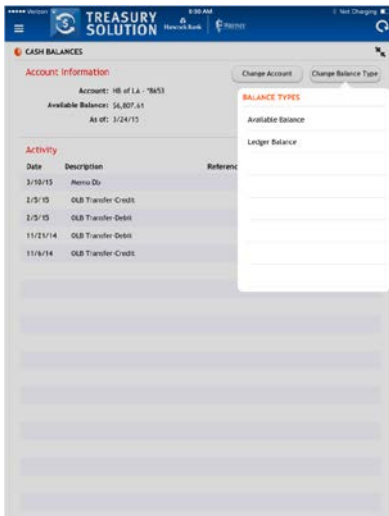 Verizon 9:30 AM Not Charging
TREASURY
SOLUTION
Hancock Bank
CASH BALANCES
Account Information
Change Account Change Balance Type
Account: HB of LA - *8653
Available Balance: $6,807.61
As of: 3/24/15
BALANCE TYPES
Available Balance
Ledger Balance
Activity
Date Description
3/10/15 Memo Db
2/5/15 OLB Transfer-Credit
2/5/15 OLB Transfer-Debit
11/21/14 OLB Transfer-Debit
11/6/14 OLB Transfer-Credit